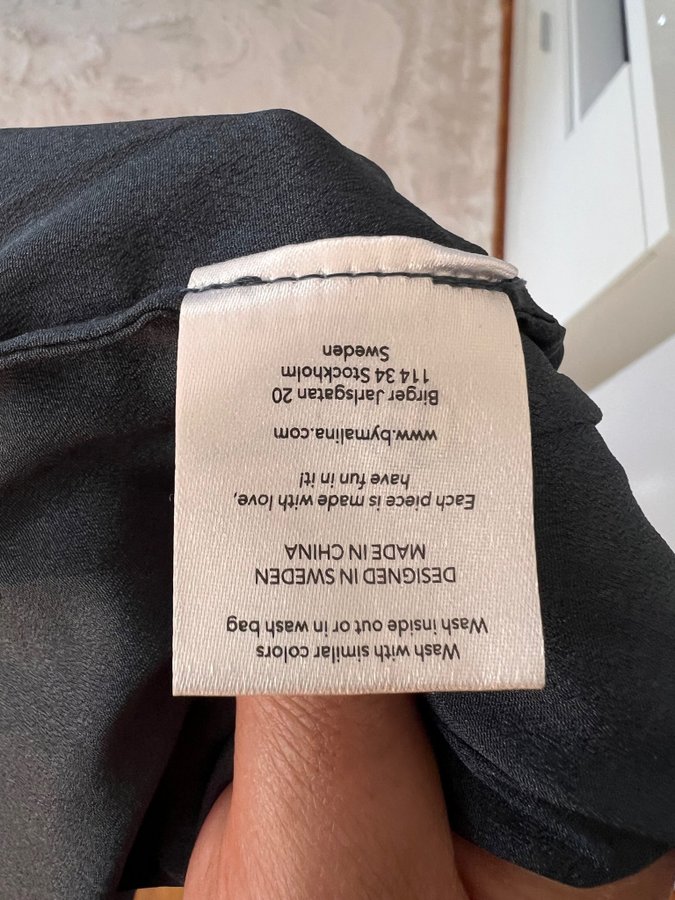 Wash with similar colors
Wash inside out or in wash bag
DESIGNED IN SWEDEN
MADE IN CHINA
Each piece is made with love,
have fun in it!
www.bymalina.com
Birger Jarlsgatan 20
114 34 Stockholm
Sweden